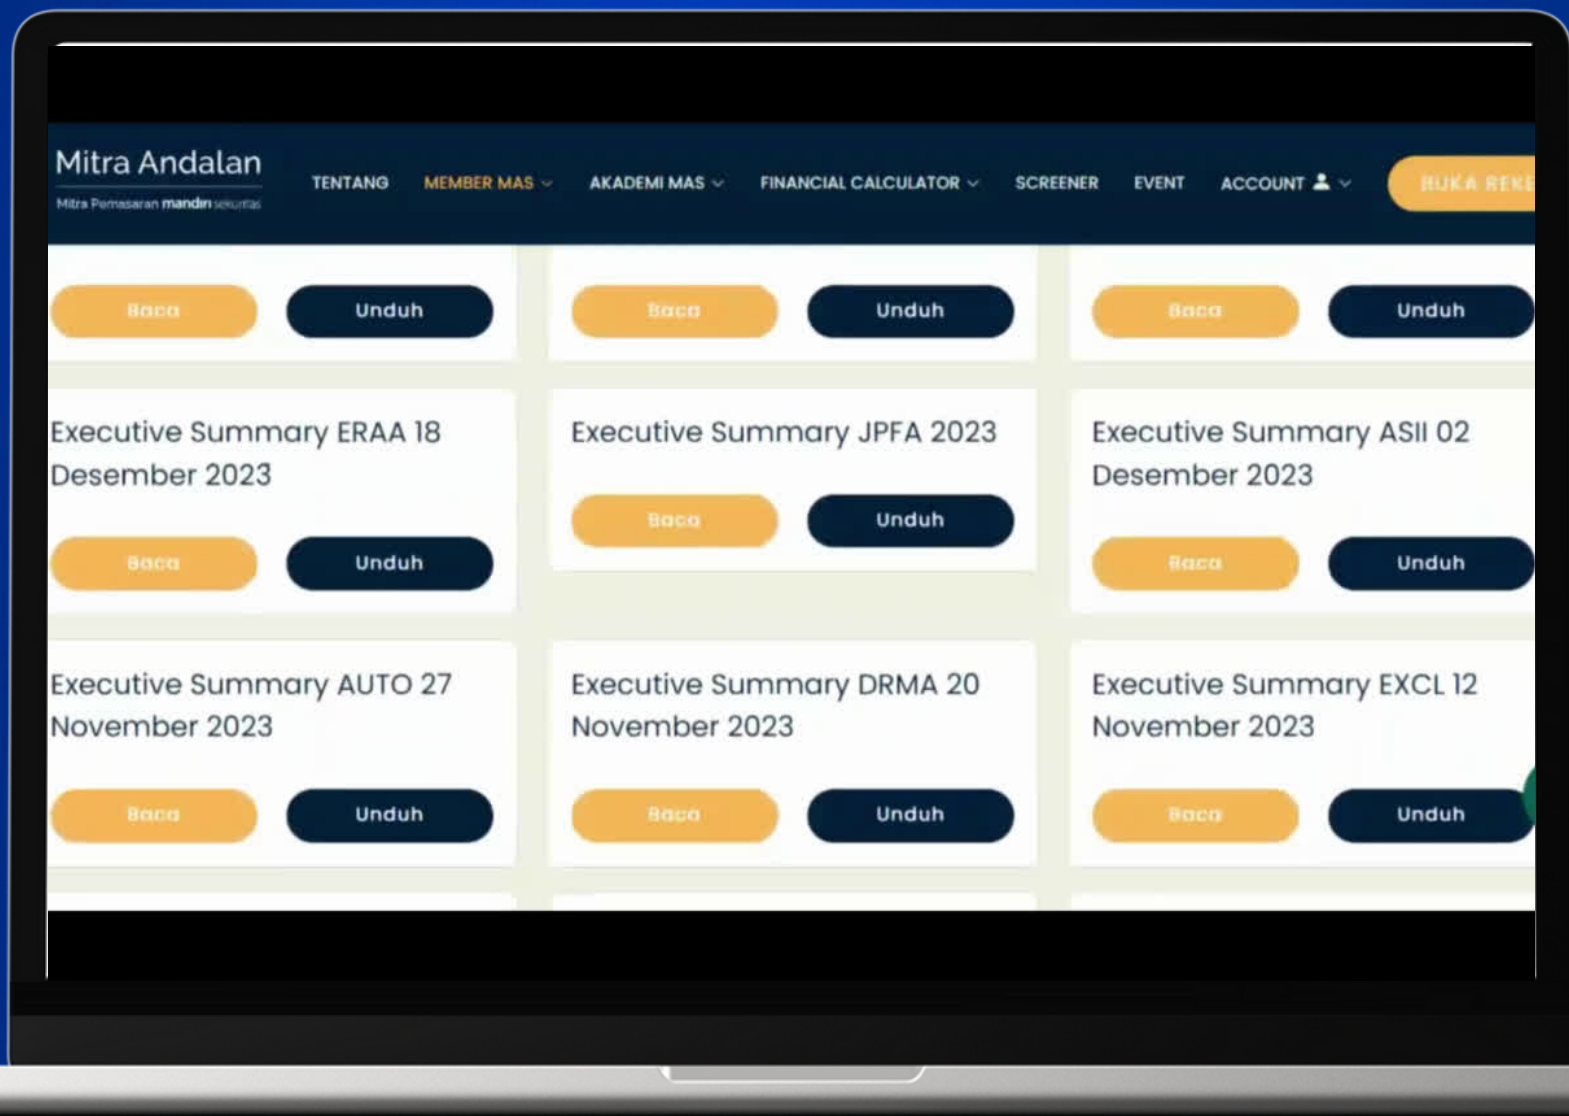 Mitra Andalan
Mitra Pemasaran mandiri sekuritas
TENTANG MEMBER MAS AKADEMI MAS FINANCIAL CALCULATOR SCREENER EVENT ACCOUNT BUKA REKE
Baca Unduh Baca Unduh Baca Unduh
Executive Summary ERAA 18
Desember 2023
Baca Unduh
Executive Summary JPFA 2023
Baca Unduh
Executive Summary ASII 02
Desember 2023
Baca Unduh
Executive Summary AUTO 27
November 2023
Baca Unduh
Executive Summary DRMA 20
November 2023
Baca Unduh
Executive Summary EXCL 12
November 2023
Baca Unduh